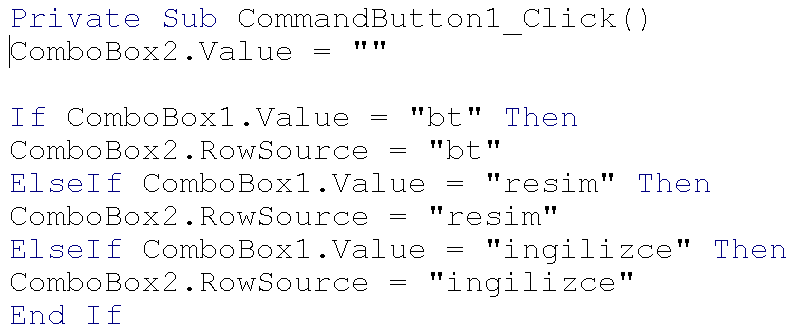 Private Sub CommandButton1_Click()
ComboBox2.Value = ""
If ComboBox1.Value = "bt" Then
ComboBox2.RowSource = "bt"
ElseIf ComboBox1.Value = "resim" Then
ComboBox2.RowSource = "resim"
ElseIf ComboBox1.Value = "ingilizce" Then
ComboBox2.RowSource = "ingilizce"
End If